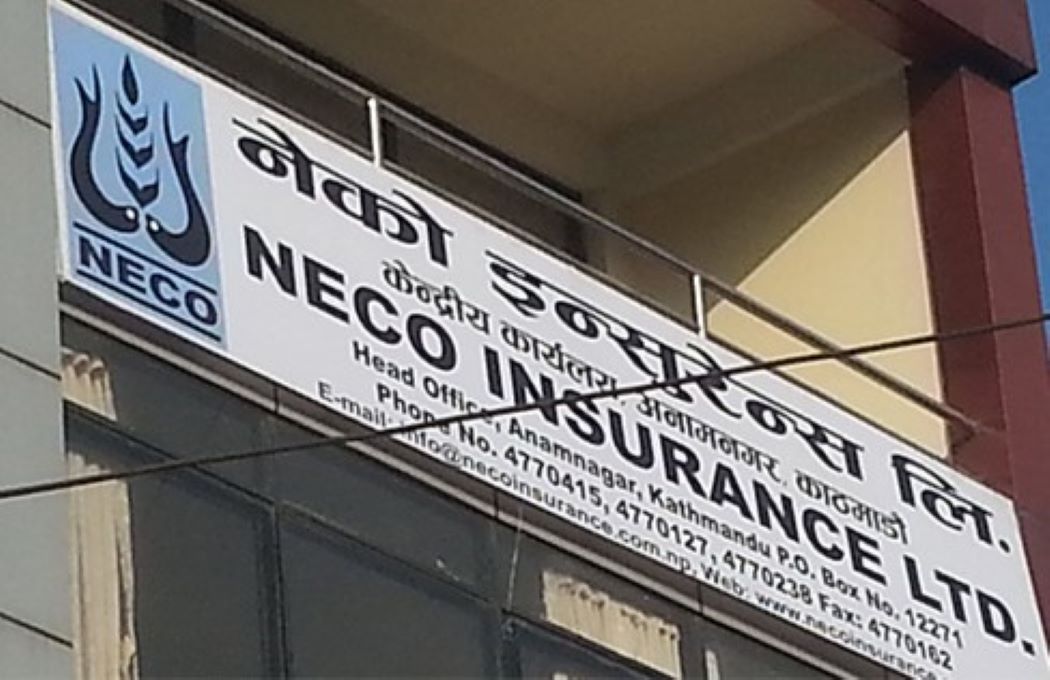 NECO
नेको इन्सुरेन्स लि.
केन्द्रीय कार्यलय, अनामनगर, काठमाडौ
NECO INSURANCE LTD.
Head Office, Anamnagar, Kathmandu P.O. Box No. 12271
Phone No. 4770415, 4770127, 4770238 Fax: 4770162
E-mail: info@necoinsurance.com.np, Web: www.necoinsurance